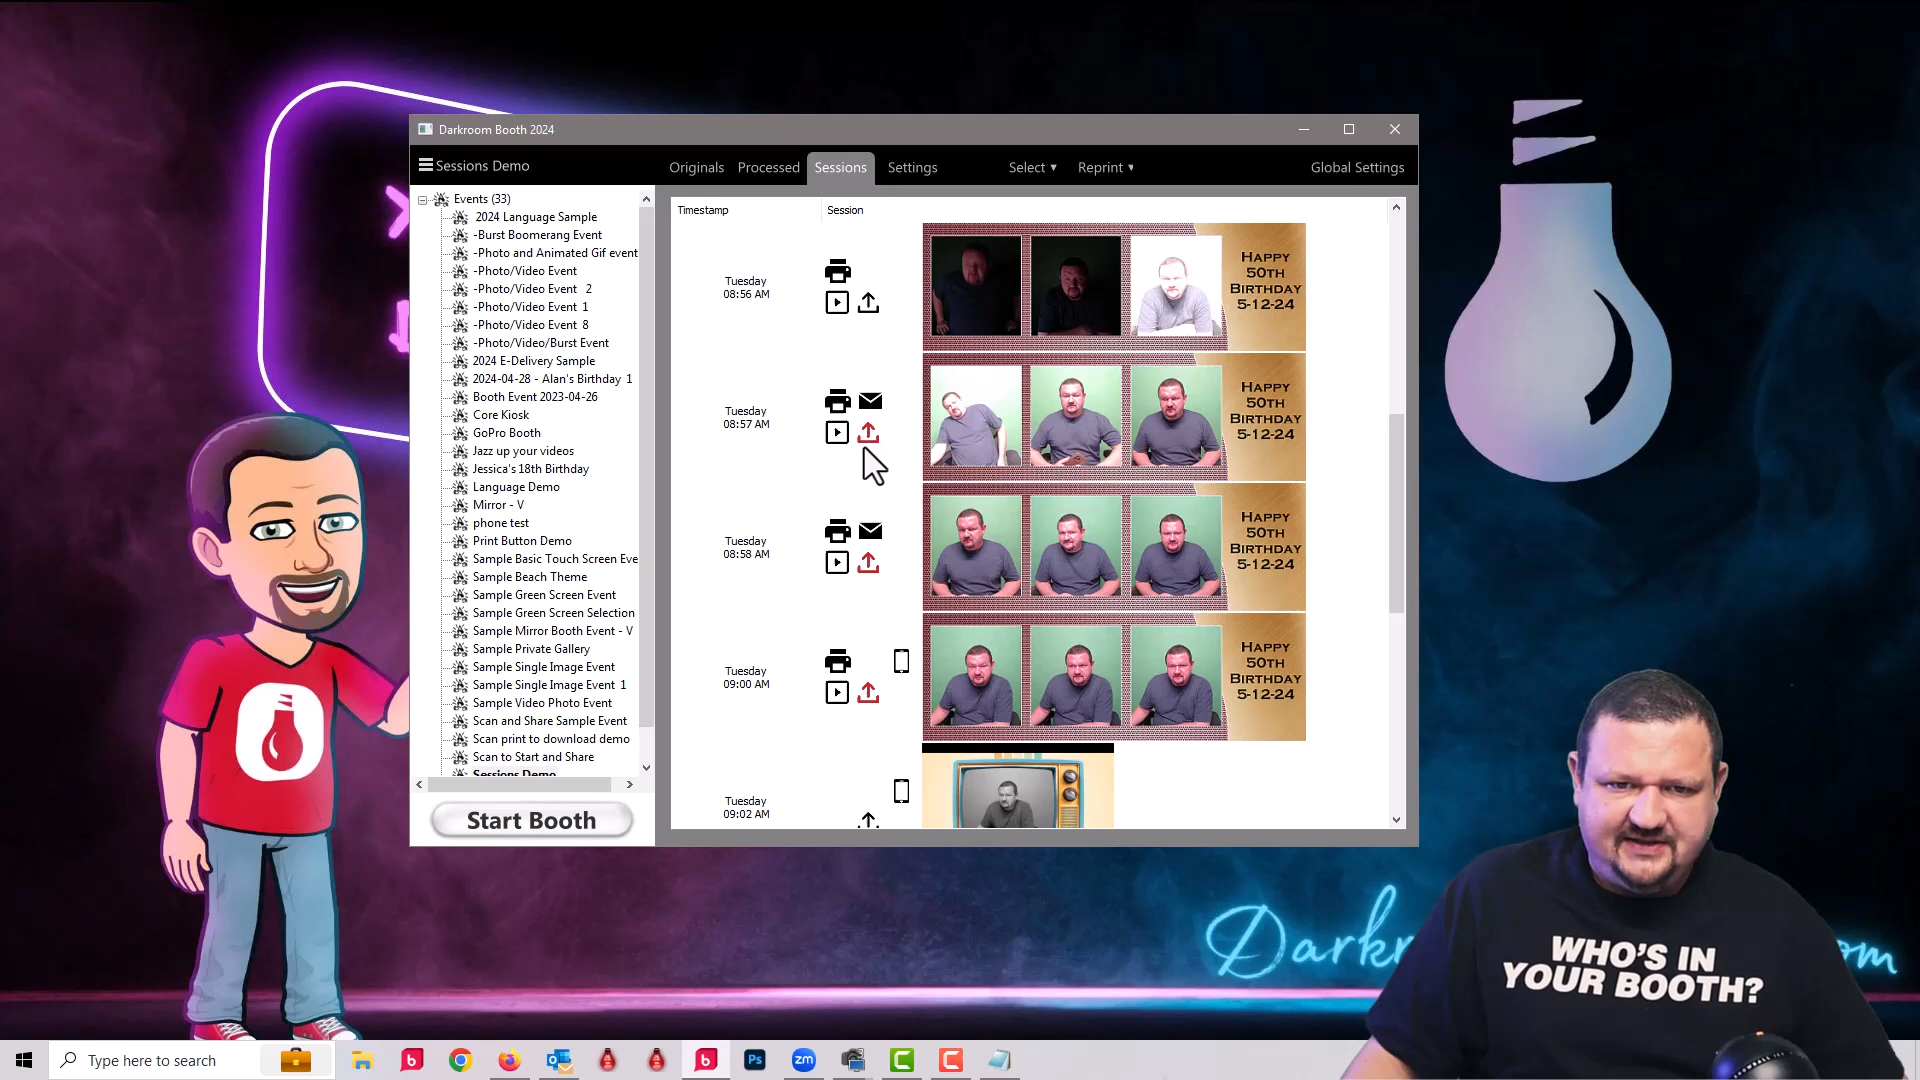 Darkroom Booth 2024
Sessions Demo
Originals
Processed
Sessions
Settings
Select
Reprint
Global Settings
Events (33)
2024 Language Sample
-Burst Boomerang Event
-Photo and Animated Gif event
-Photo/Video Event
-Photo/Video Event 2
-Photo/Video Event 1
-Photo/Video Event 8
-Photo/Video/Burst Event
2024 E-Delivery Sample
2024-04-28 - Alan's Birthday 1
Booth Event 2023-04-26
Core Kiosk
GoPro Booth
Jazz up your videos
Jessica's 18th Birthday
Language Demo
Mirror - V
phone test
Print Button Demo
Sample Basic Touch Screen Eve
Sample Beach Theme
Sample Green Screen Event
Sample Green Screen Selection
Sample Mirror Booth Event - V
Sample Private Gallery
Sample Single Image Event
Sample Single Image Event 1
Sample Video Photo Event
Scan and Share Sample Event
Scan print to download demo
Scan to Start and Share
Sessions Demo
Start Booth
Timestamp
Session
Tuesday
08:56 AM
HAPPY
50TH
BIRTHDAY
5-12-24
Tuesday
08:57 AM
HAPPY
50TH
BIRTHDAY
5-12-24
Tuesday
08:58 AM
HAPPY
50TH
BIRTHDAY
5-12-24
Tuesday
09:00 AM
HAPPY
50TH
BIRTHDAY
5-12-24
Tuesday
09:02 AM
Darkr
om
WHO'S IN
YOUR BOOTH?
Type here to search
b
b
Ps
zm